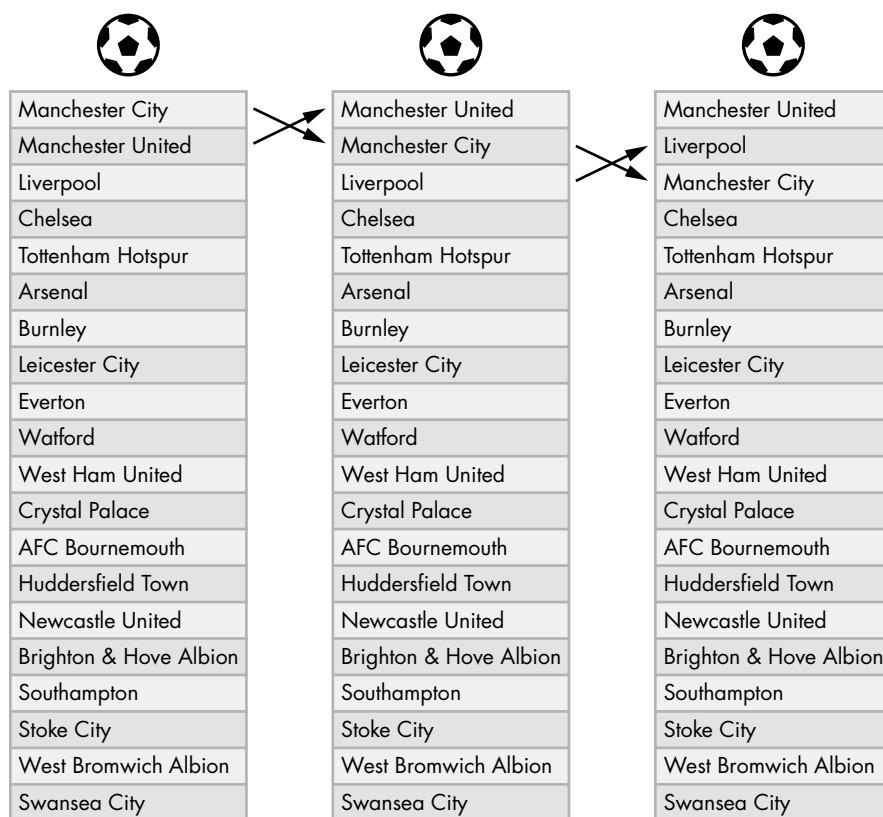 Manchester City
Manchester United
Liverpool
Chelsea
Tottenham Hotspur
Arsenal
Burnley
Leicester City
Everton
Watford
West Ham United
Crystal Palace
AFC Bournemouth
Huddersfield Town
Newcastle United
Brighton & Hove Albion
Southampton
Stoke City
West Bromwich Albion
Swansea City
Manchester United
Manchester City
Liverpool
Chelsea
Tottenham Hotspur
Arsenal
Burnley
Leicester City
Everton
Watford
West Ham United
Crystal Palace
AFC Bournemouth
Huddersfield Town
Newcastle United
Brighton & Hove Albion
Southampton
Stoke City
West Bromwich Albion
Swansea City
Manchester United
Liverpool
Manchester City
Chelsea
Tottenham Hotspur
Arsenal
Burnley
Leicester City
Everton
Watford
West Ham United
Crystal Palace
AFC Bournemouth
Huddersfield Town
Newcastle United
Brighton & Hove Albion
Southampton
Stoke City
West Bromwich Albion
Swansea City